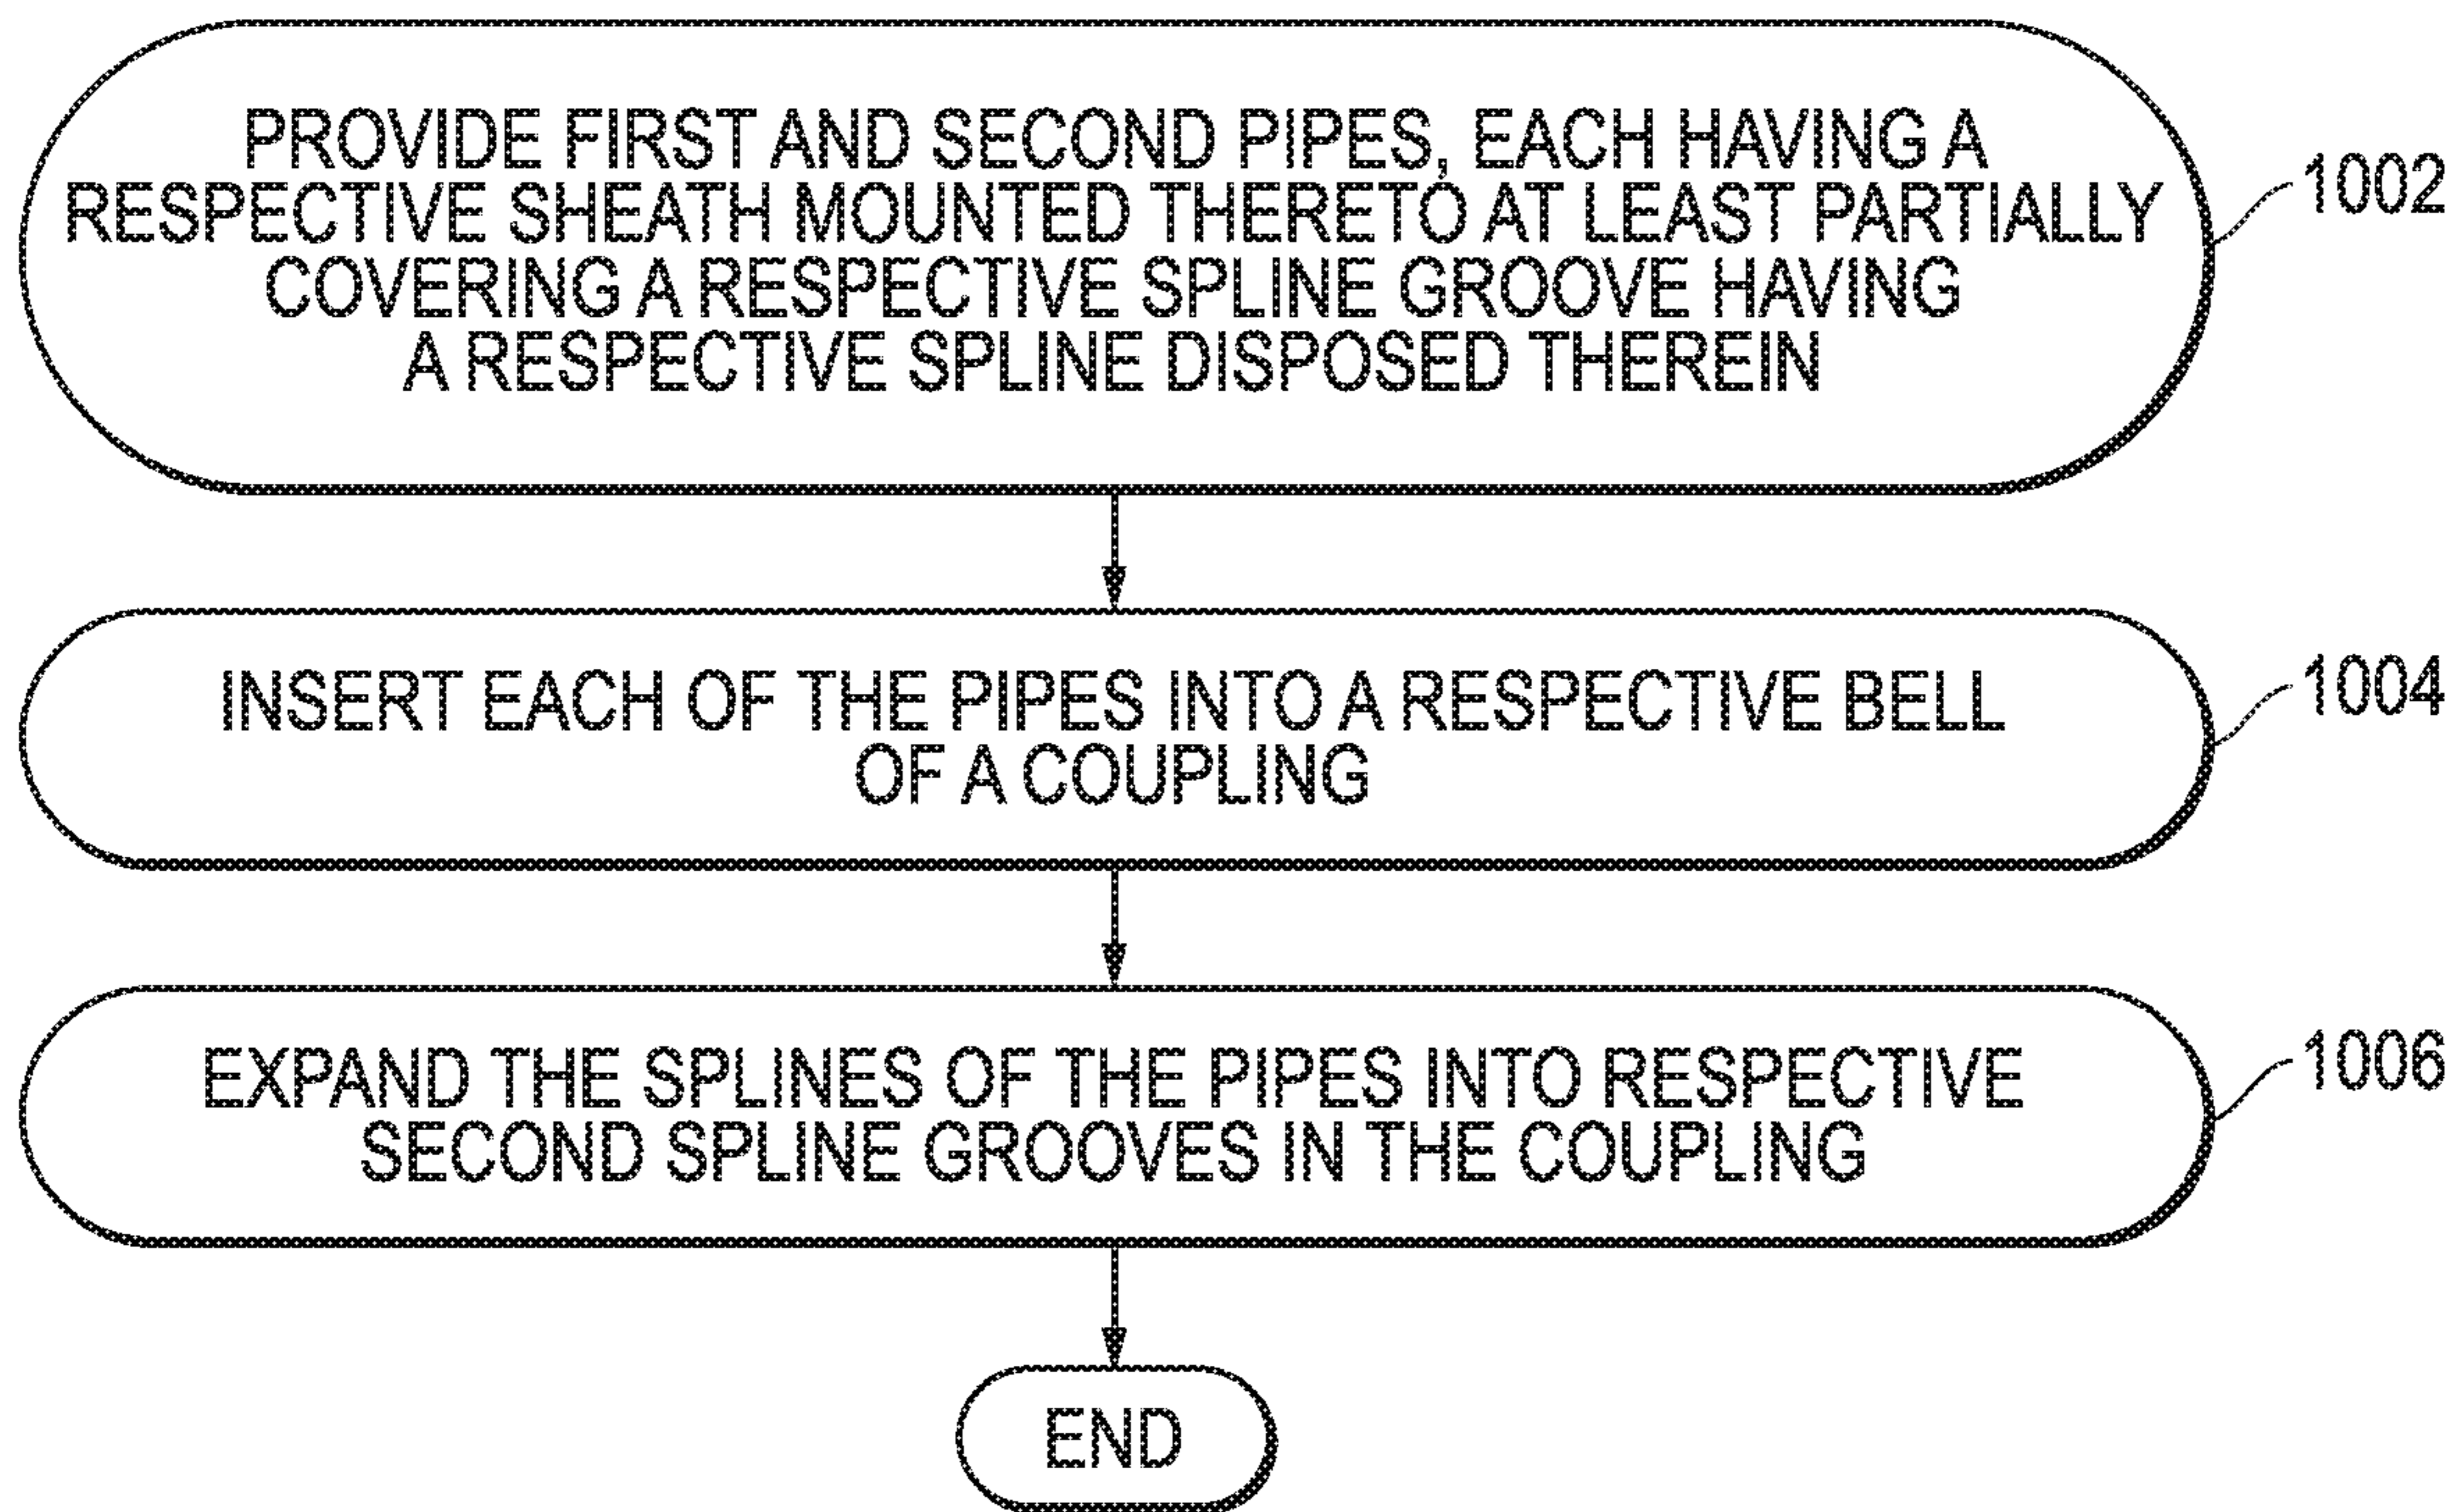 PROVIDE FIRST AND SECOND PIPES, EACH HAVING A
RESPECTIVE SHEATH MOUNTED THERETO AT LEAST PARTIALLY
COVERING A RESPECTIVE SPLINE GROOVE HAVING
A RESPECTIVE SPLINE DISPOSED THEREIN
1002
INSERT EACH OF THE PIPES INTO A RESPECTIVE BELL
OF A COUPLING
1004
EXPAND THE SPLINES OF THE PIPES INTO RESPECTIVE
SECOND SPLINE GROOVES IN THE COUPLING
1006
END